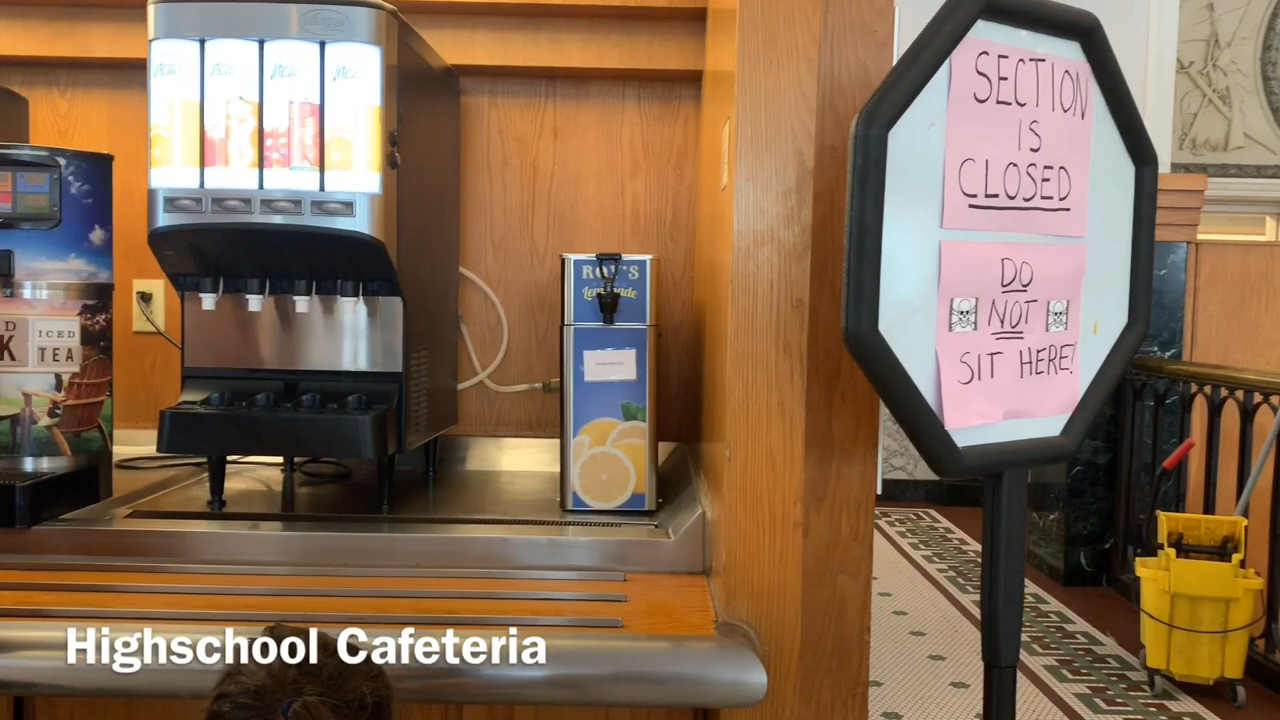 SECTION
IS
CLOSED
DO
NOT
SIT HERE!
ROY'S
Lemonade
ICED
TEA
Highschool Cafeteria